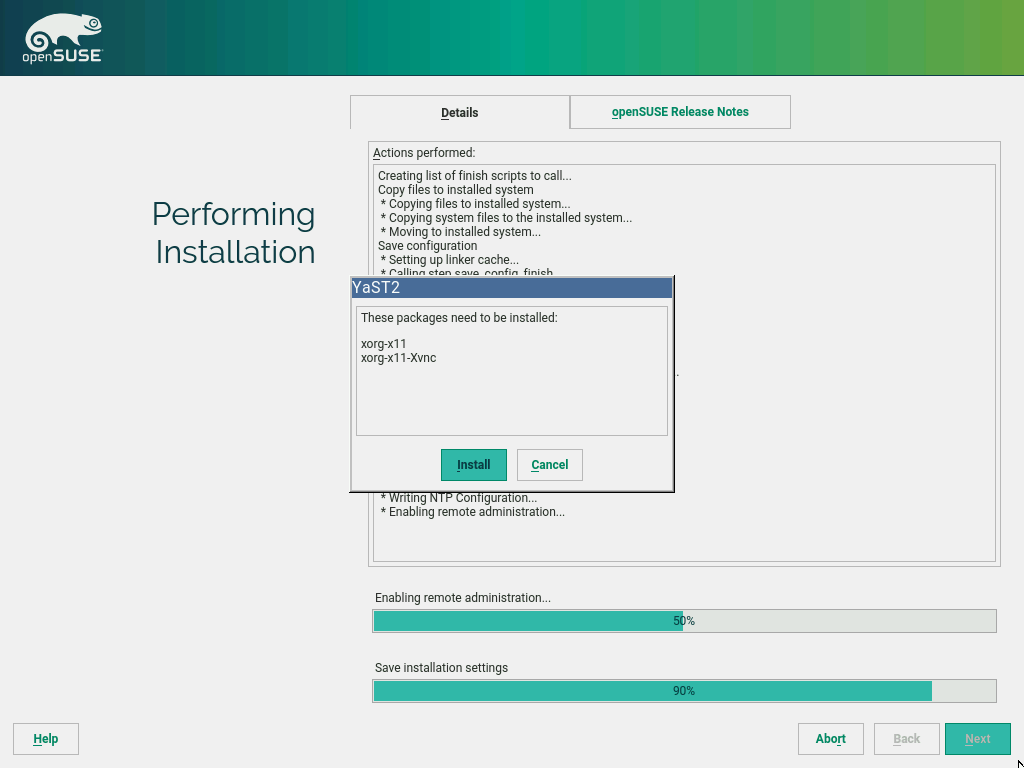 openSUSE
Details
openSUSE Release Notes
Performing
Installation
Actions performed:
Creating list of finish scripts to call...
Copy files to installed system
* Copying files to installed system...
* Copying system files to the installed system...
* Moving to installed system...
Save configuration
* Setting up linker cache...
* Calling step save_config_finish...
YaST2
These packages need to be installed:
xorg-x11
xorg-x11-Xvnc
Install
Cancel
* Writing NTP Configuration...
* Enabling remote administration...
Enabling remote administration...
50%
Save installation settings
90%
Help
Abort
Back
Next